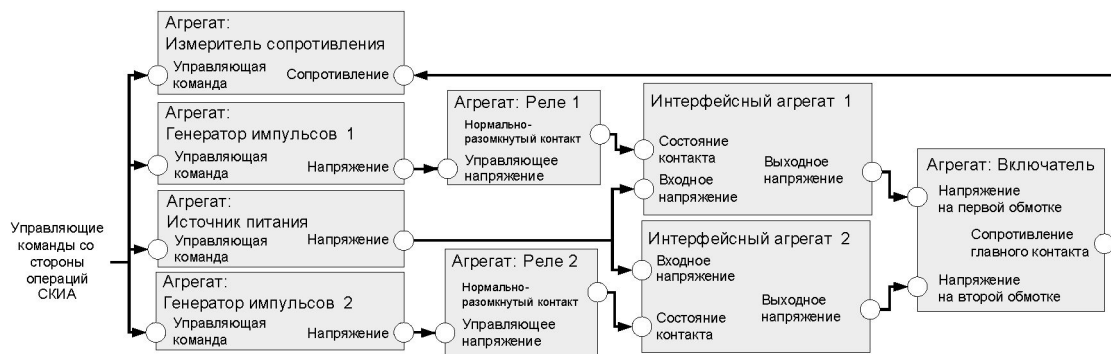 Агрегат:
Измеритель сопротивления
Управляющая
команда
Сопротивление
Агрегат:
Генератор импульсов 1
Управляющая
команда
Напряжение
Агрегат:
Источник питания
Управляющая
команда
Напряжение
Агрегат:
Генератор импульсов 2
Управляющая
команда
Напряжение
Управляющие
команды со
стороны
операций
СКИА
Агрегат: Реле 1
Нормально-
разомкнутый контакт
Управляющее
напряжение
Агрегат: Реле 2
Нормально-
разомкнутый контакт
Управляющее
напряжение
Интерфейсный агрегат 1
Состояние
контакта
Входное
напряжение
Выходное
напряжение
Интерфейсный агрегат 2
Входное
напряжение
Состояние
контакта
Выходное
напряжение
Агрегат: Включатель
Напряжение
на первой обмотке
Сопротивление
главного контакта
Напряжение
на второй обмотке